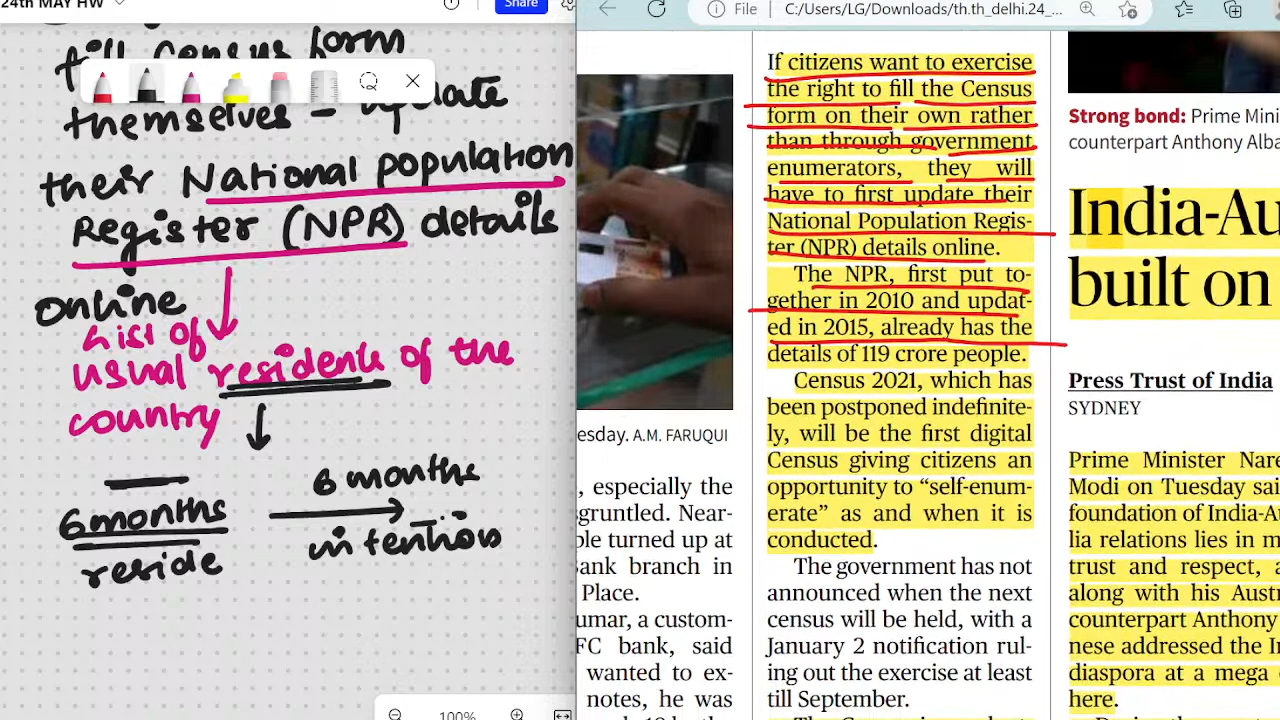 24th MAY HW
Share
fill census form
themselves - update
their National population
Register (NPR) details
online
List of
usual residents of the
country
6 months
6 months
reside
intention
100%
File
C:/Users/LG/Downloads/th.th_delhi.24_...
esday. A.M. FARUQUI
, especially the
gruntled. Near-
ple turned up at
ank branch in
Place.
umar, a custom-
FC bank, said
wanted to ex-
notes, he was
If citizens want to exercise
the right to fill the Census
form on their own rather
than through government
enumerators, they will
have to first update their
National Population Regis-
ter (NPR) details online.
The NPR, first put to-
gether in 2010 and updat-
ed in 2015, already has the
details of 119 crore people.
Census 2021, which has
been postponed indefinite-
ly, will be the first digital
Census giving citizens an
opportunity to “self-enum-
erate” as and when it is
conducted.
The government has not
announced when the next
census will be held, with a
January 2 notification rul-
ing out the exercise at least
till September.
Strong bond: Prime Mini
counterpart Anthony Alba
India-Au
built on
Press Trust of India
SYDNEY
Prime Minister Nare
Modi on Tuesday sai
foundation of India-Au
lia relations lies in m
trust and respect, a
along with his Aust
counterpart Anthony
nese addressed the I
diaspora at a mega
here.